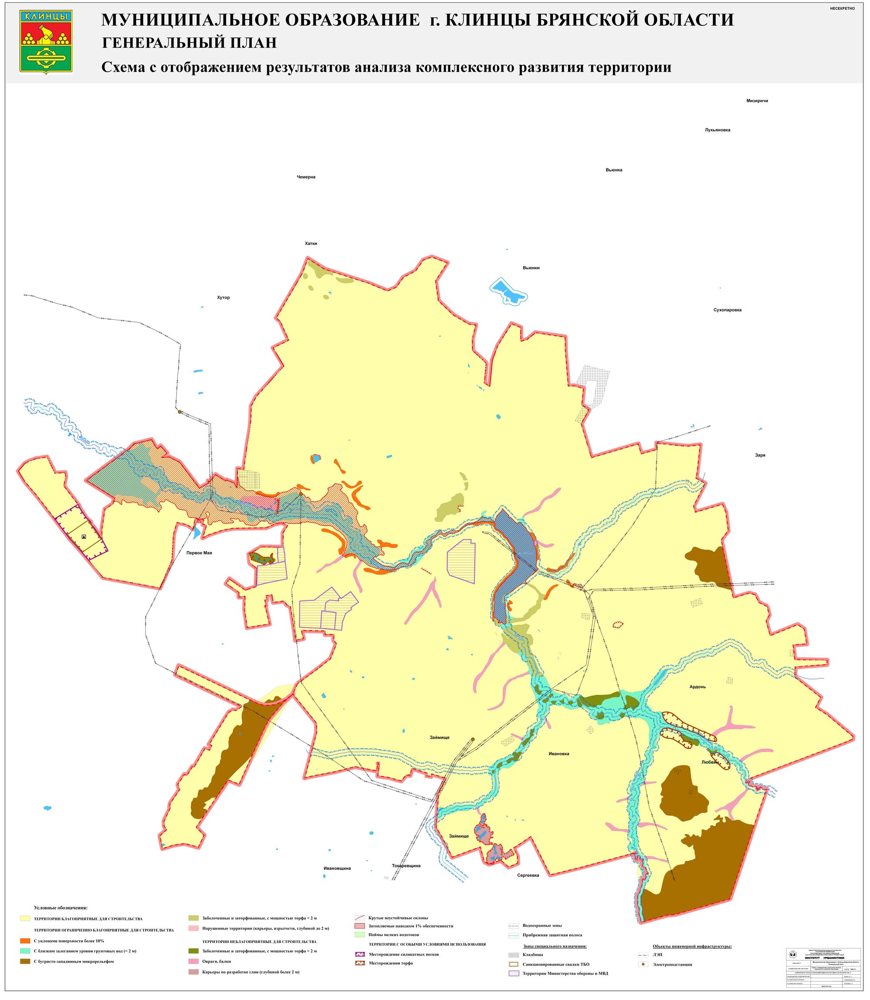 НЕСЕКРЕТНО
КЛИНЦЫ
МУНИЦИПАЛЬНОЕ ОБРАЗОВАНИЕ г. КЛИНЦЫ БРЯНСКОЙ ОБЛАСТИ
ГЕНЕРАЛЬНЫЙ ПЛАН
Схема с отображением результатов анализа комплексного развития территории
Мизиричи
Лукьяновка
Вьюнка
Чемерна
Хатки
Вьюнки
Хутор
Сухопаровка
Заря
Первое Мая
Ардонь
Займище
Ивановка
Любвин
Займище
Токаревщина
Ивановщина
Сергеевка
Условные обозначения:
ТЕРРИТОРИИ БЛАГОПРИЯТНЫЕ ДЛЯ СТРОИТЕЛЬСТВА
ТЕРРИТОРИИ ОГРАНИЧЕННО БЛАГОПРИЯТНЫЕ ДЛЯ СТРОИТЕЛЬСТВА
С уклонами поверхности более 10%
С близким залеганием уровня грунтовых вод (< 2 м)
С бугристо-западинным микрорельефом
Заболоченные и заторфованные, с мощностью торфа < 2 м
Нарушенные территории (карьеры, изрытости, глубиной до 2 м)
ТЕРРИТОРИИ НЕБЛАГОПРИЯТНЫЕ ДЛЯ СТРОИТЕЛЬСТВА
Заболоченные и заторфованные, с мощностью торфа > 2 м
Овраги, балки
Карьеры по разработке глин (глубиной более 2 м)
Крутые неустойчивые склоны
Затопляемые паводком 1% обеспеченности
Поймы мелких водотоков
ТЕРРИТОРИИ С ОСОБЫМИ УСЛОВИЯМИ ИСПОЛЬЗОВАНИЯ
Месторождение силикатных песков
Месторождения торфа
Водоохранные зоны
Прибрежная защитная полоса
Зоны специального назначения:
Кладбища
Санкционированные свалки ТБО
Территории Министерства обороны и МВД
Объекты инженерной инфраструктуры:
ЛЭП
Электроподстанция
ИНСТИТУТ УРБАНИСТИКИ